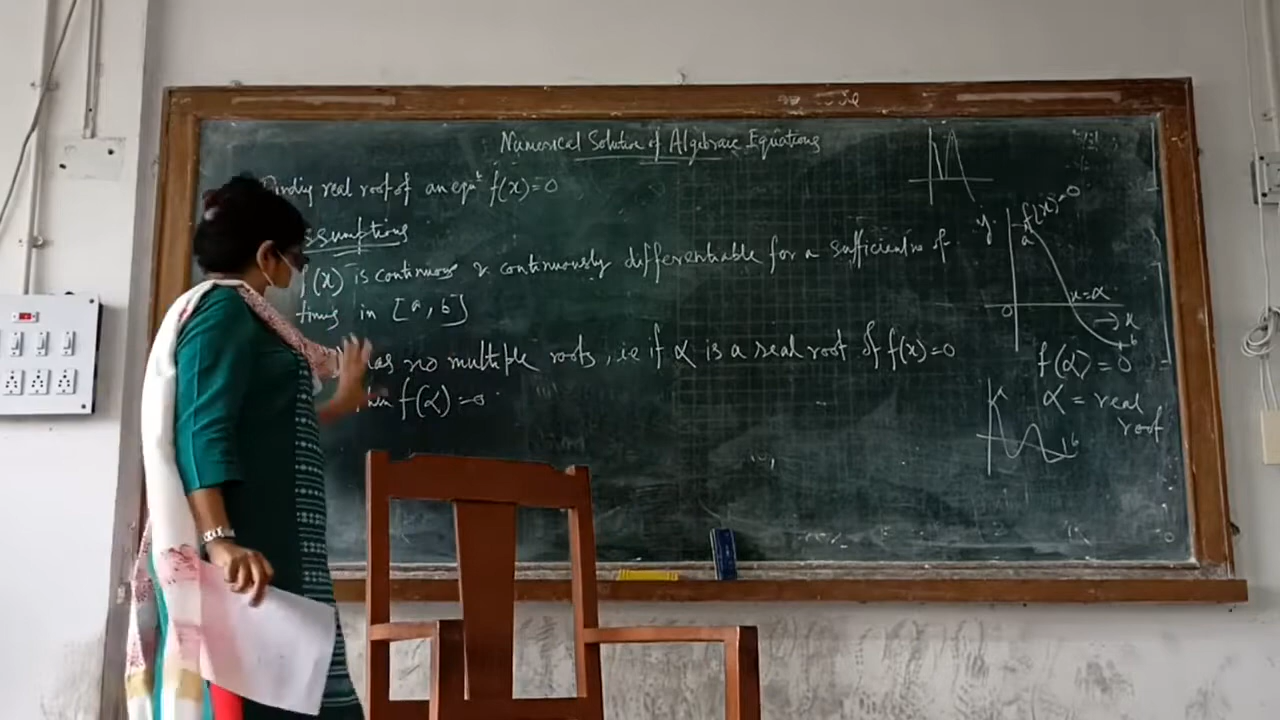 Numerical Solution of Algebraic Equations
Finding real root of an eqn f(x)=0
Assumptions
f(x) is continuous & continuously differentiable for a sufficient no of
times in [a, b]
has no multiple roots, i.e if α is a real root of f(x)=0
then f(α)=0
y
f(x)=0
a
x=α
0
→ x
b
f(α) = 0
α = real
root
b